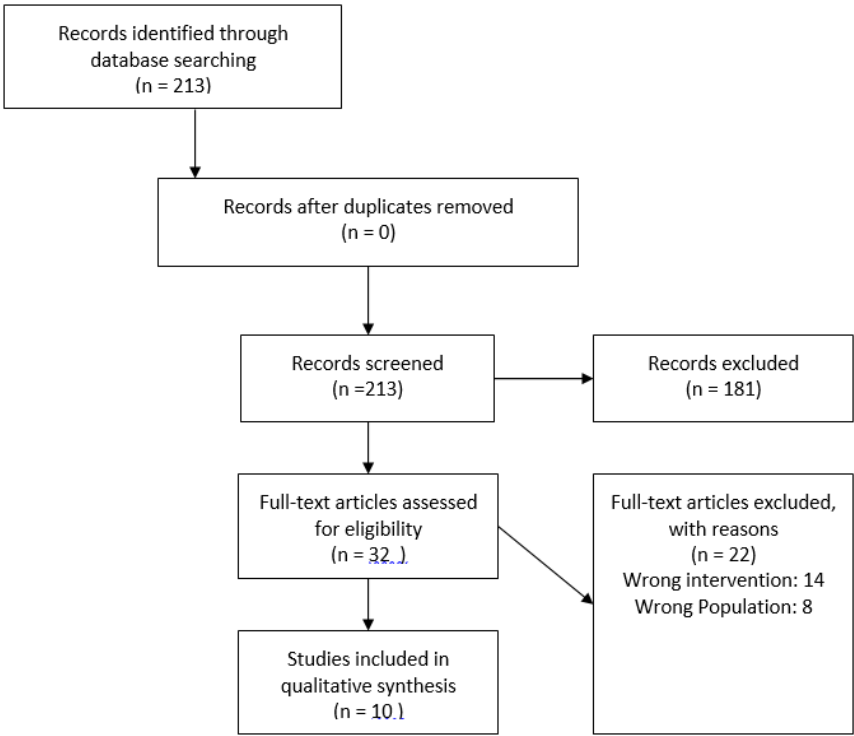 Records identified through
database searching
(n = 213)
Records after duplicates removed
(n = 0)
Records screened
(n =213)
Records excluded
(n = 181)
Full-text articles assessed
for eligibility
(n = 32 )
Full-text articles excluded,
with reasons
(n = 22)
Wrong intervention: 14
Wrong Population: 8
Studies included in
qualitative synthesis
(n = 10 )